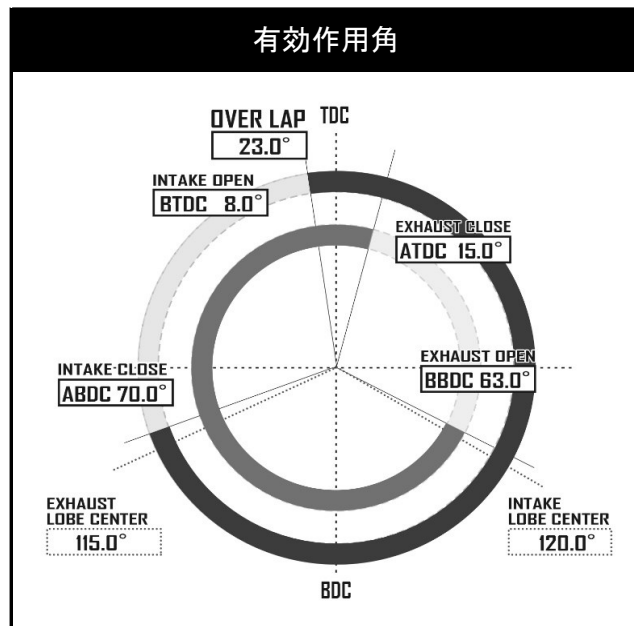 有効作用角
OVER LAP
23.0°
TDC
INTAKE OPEN
BTDC 8.0°
EXHAUST CLOSE
ATDC 15.0°
INTAKE CLOSE
ABDC 70.0°
EXHAUST OPEN
BBDC 63.0°
EXHAUST
LOBE CENTER
115.0°
INTAKE
LOBE CENTER
120.0°
BDC